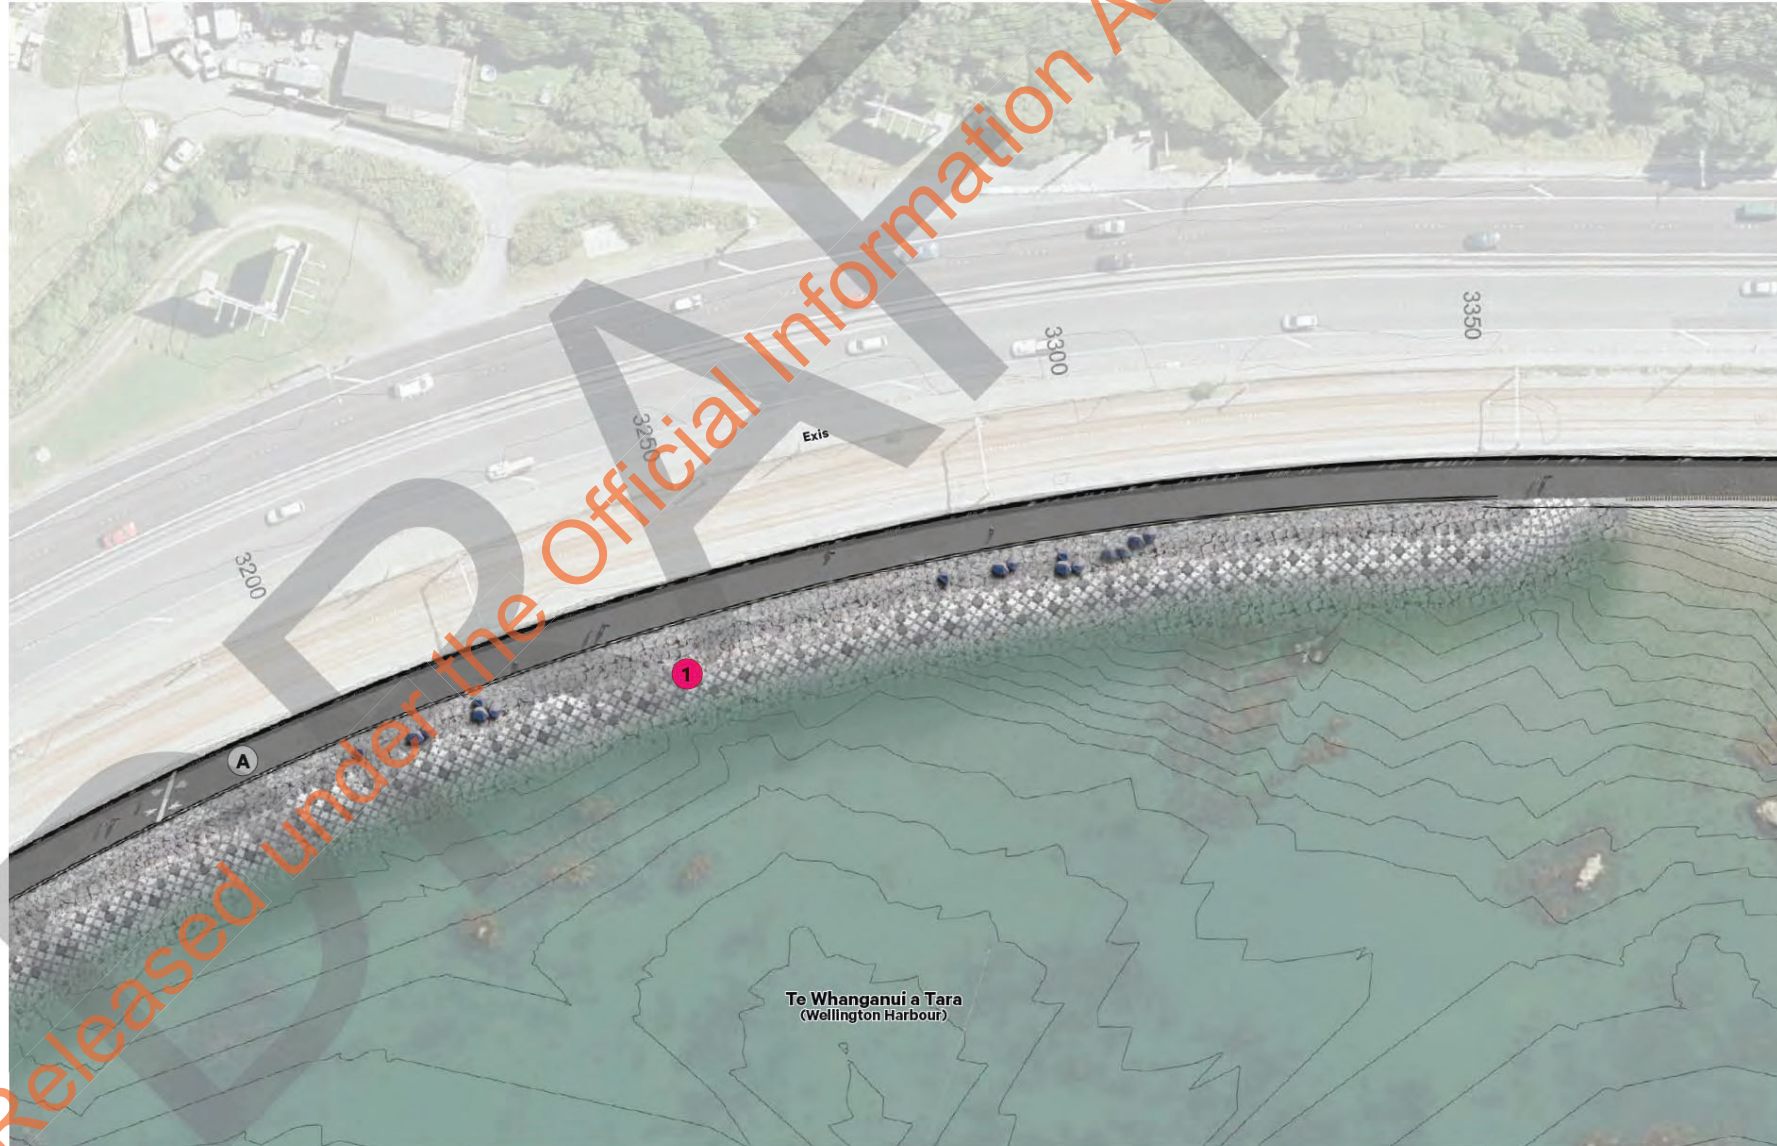 DRAFT
Released under the Official Information A
3350
3300
3250
Exis
3200
1
A
Te Whanganui a Tara
(Wellington Harbour)